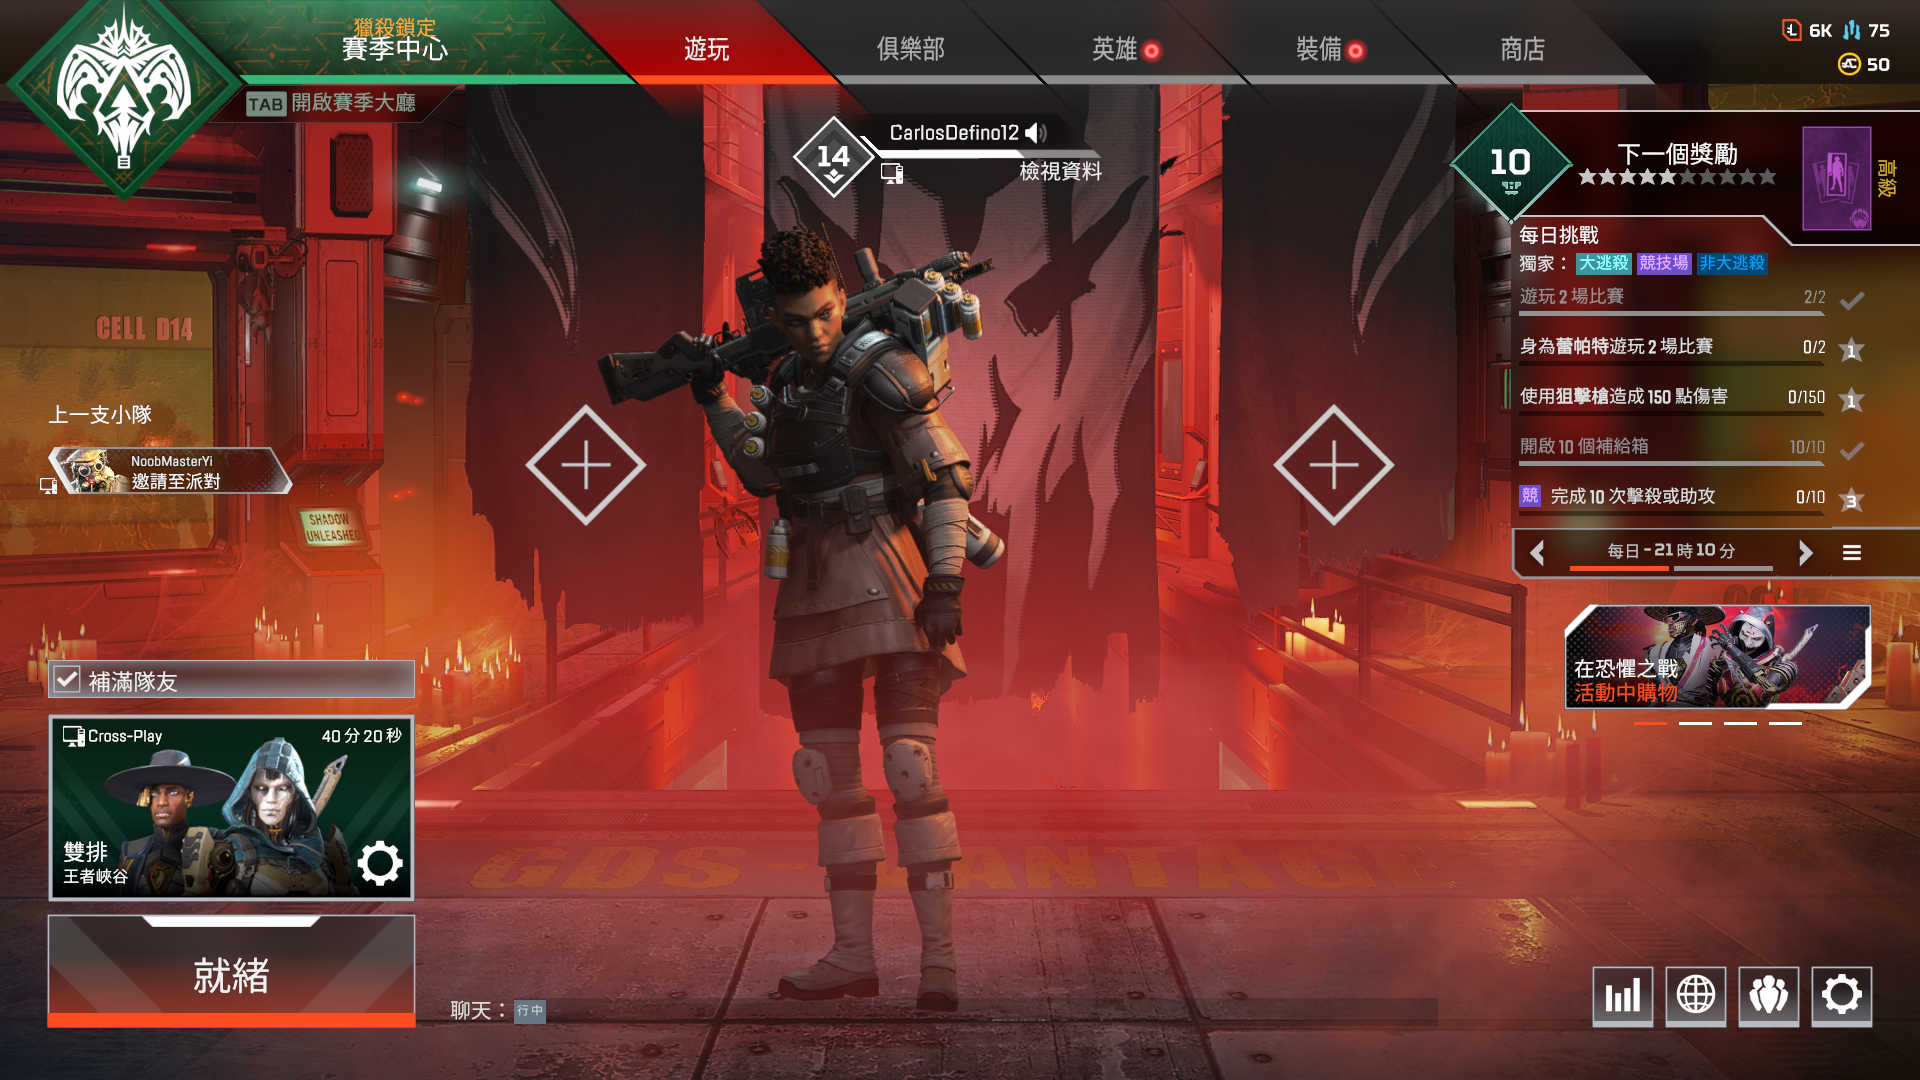 獵殺鎖定
賽季中心
遊玩
俱樂部
英雄
裝備
商店
6K 75
50
TAB 開啟賽季大廳
14
CarlosDefino12
檢視資料
10
下一個獎勵
高級
每日挑戰
獨家： 大逃殺 競技場 非大逃殺
遊玩 2 場比賽 2/2
身為蕾帕特遊玩 2 場比賽 0/2 1
使用狙擊槍造成 150 點傷害 0/150 1
開啟 10 個補給箱 10/10
競 完成 10 次擊殺或助攻 0/10 3
每日 - 21 時 10 分
在恐懼之戰
活動中購物
CELL D14
上一支小隊
NoobMasterYi
邀請至派對
SHADOW
UNLEASHED
補滿隊友
Cross-Play 40 分 20 秒
雙排
王者峽谷
就緒
聊天： 行中